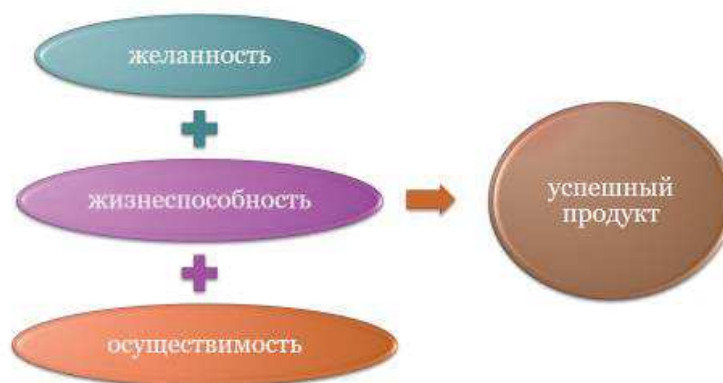 желанность
жизнеспособность
осуществимость
успешный
продукт